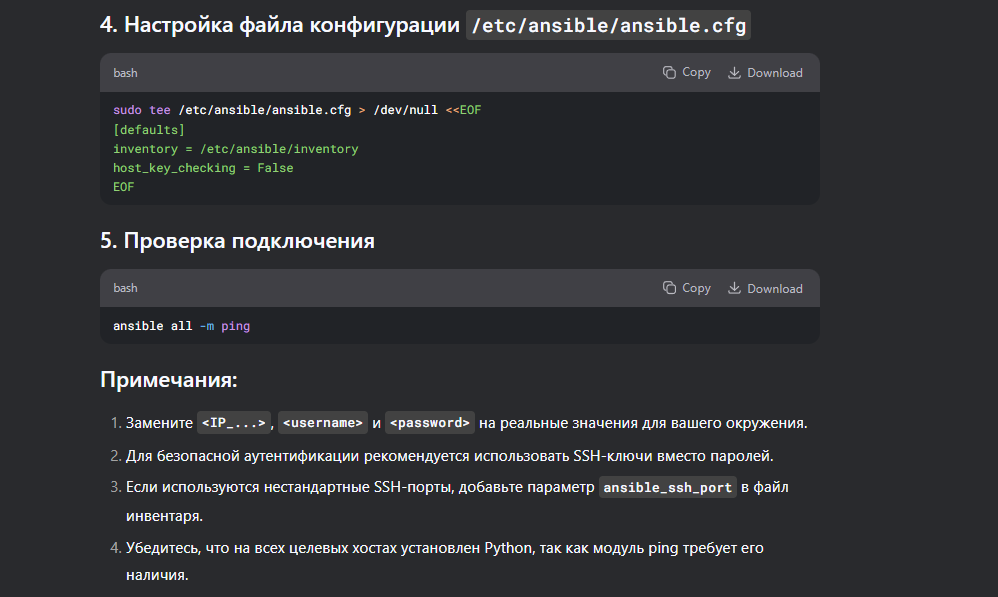 4. Настройка файла конфигурации /etc/ansible/ansible.cfg
bash
Copy
Download
sudo tee /etc/ansible/ansible.cfg > /dev/null <<EOF
[defaults]
inventory = /etc/ansible/inventory
host_key_checking = False
EOF
5. Проверка подключения
bash
Copy
Download
ansible all -m ping
Примечания:
1. Замените <IP_...>, <username> и <password> на реальные значения для вашего окружения.
2. Для безопасной аутентификации рекомендуется использовать SSH-ключи вместо паролей.
3. Если используются нестандартные SSH-порты, добавьте параметр ansible_ssh_port в файл
инвентаря.
4. Убедитесь, что на всех целевых хостах установлен Python, так как модуль ping требует его
наличия.